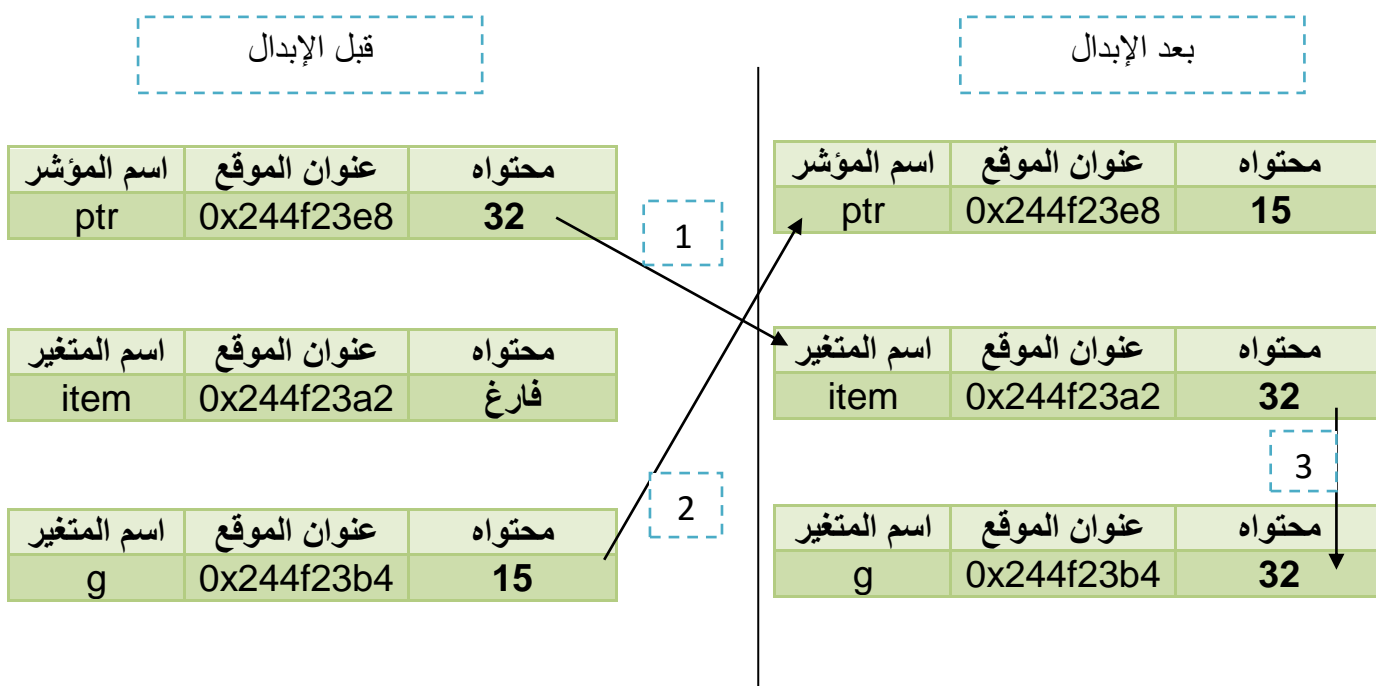 قبل الإبدال
اسم المؤشر عنوان الموقع محتواه
ptr 0x244f23e8 32
1
اسم المتغير عنوان الموقع محتواه
item 0x244f23a2 فارغ
2
اسم المتغير عنوان الموقع محتواه
g 0x244f23b4 15
بعد الإبدال
اسم المؤشر عنوان الموقع محتواه
ptr 0x244f23e8 15
اسم المتغير عنوان الموقع محتواه
item 0x244f23a2 32
3
اسم المتغير عنوان الموقع محتواه
g 0x244f23b4 32